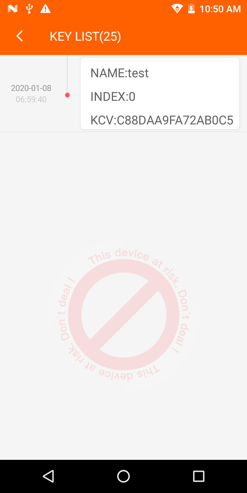 10:50 AM
KEY LIST(25)
2020-01-08
06:59:40
NAME:test
INDEX:0
KCV:C88DAA9FA72AB0C5
This device at risk. Don't deal !
This device at risk. Don't deal !